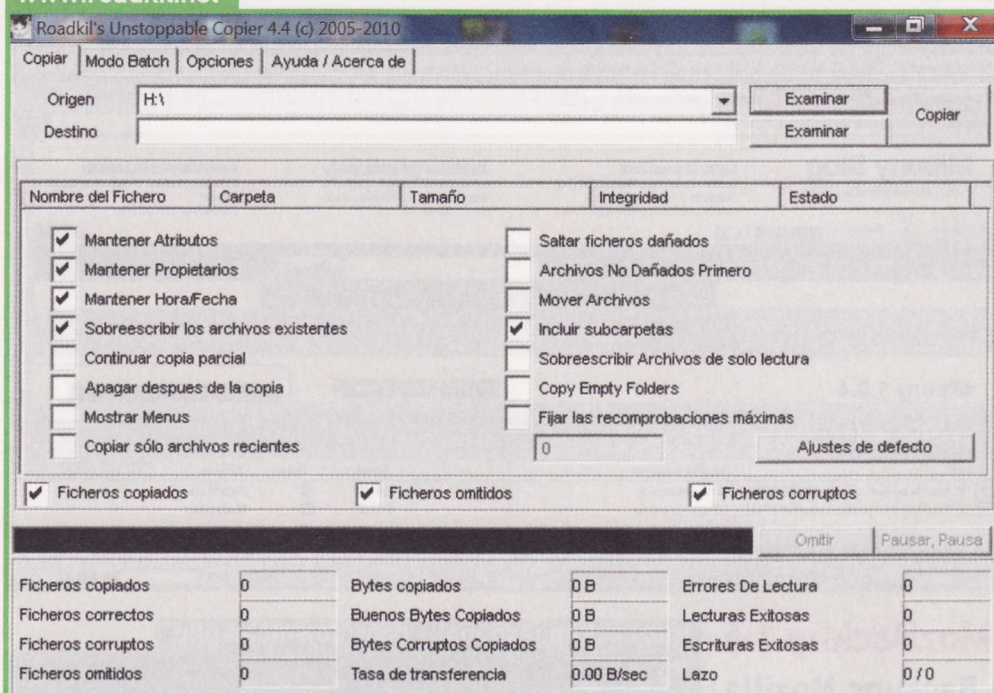 Roadkil's Unstoppable Copier 4.4 (c) 2005-2010
Copiar Modo Batch Opciones Ayuda / Acerca de
Origen H:\ Examinar
Copiar
Destino Examinar
Nombre del Fichero Carpeta Tamaño Integridad Estado
Mantener Atributos Saltar ficheros dañados
Mantener Propietarios Archivos No Dañados Primero
Mantener Hora/Fecha Mover Archivos
Sobreescribir los archivos existentes Incluir subcarpetas
Continuar copia parcial Sobreescribir Archivos de solo lectura
Apagar despues de la copia Copy Empty Folders
Mostrar Menus Fijar las recomprobaciones máximas
Copiar sólo archivos recientes 0 Ajustes de defecto
Ficheros copiados Ficheros omitidos Ficheros corruptos
Omitir Pausar, Pausa
Ficheros copiados 0 Bytes copiados 0 B Errores De Lectura 0
Ficheros correctos 0 Buenos Bytes Copiados 0 B Lecturas Exitosas 0
Ficheros corruptos 0 Bytes Corruptos Copiados 0 B Escrituras Exitosas 0
Ficheros omitidos 0 Tasa de transferencia 0.00 B/sec Lazo 0 / 0